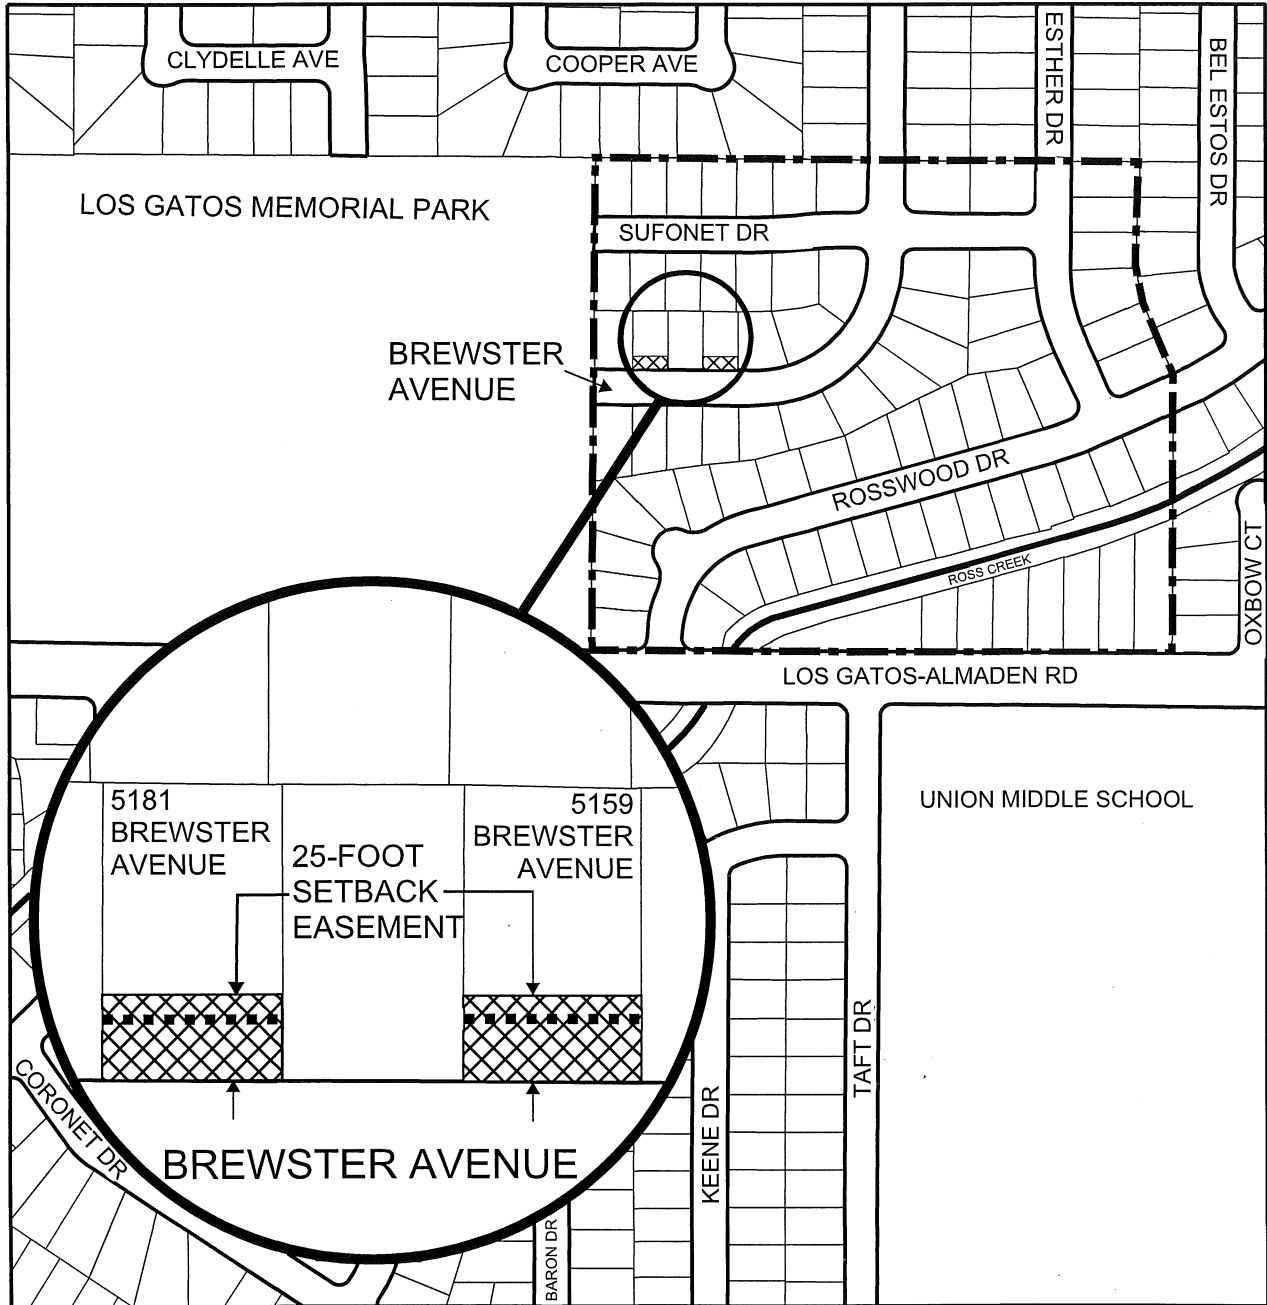 CLYDELLE AVE
COOPER AVE
ESTHER DR
BEL ESTOS DR
LOS GATOS MEMORIAL PARK
SUFONET DR
BREWSTER
AVENUE
ROSSWOOD DR
ROSS CREEK
OXBOW CT
LOS GATOS-ALMADEN RD
UNION MIDDLE SCHOOL
5181
BREWSTER
AVENUE
5159
BREWSTER
AVENUE
25-FOOT
SETBACK
EASEMENT
BREWSTER AVENUE
CORONET DR
BARON DR
KEENE DR
TAFT DR